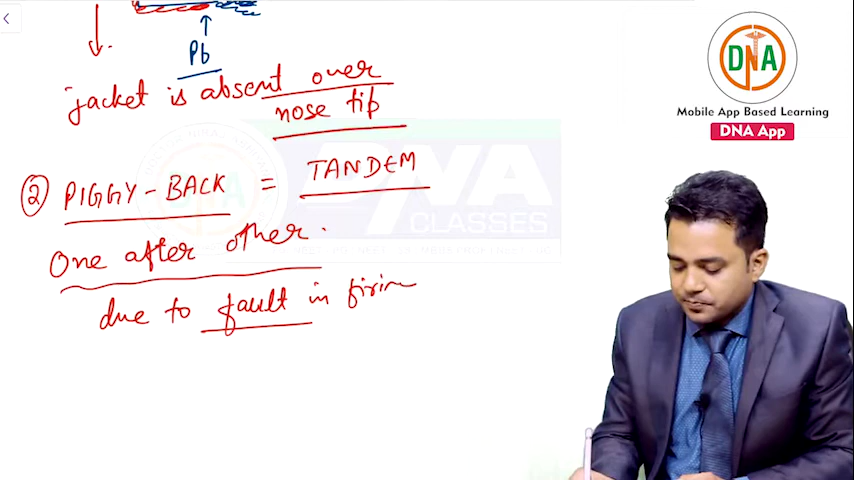 Pb
jacket is absent over
nose tip
② PIGGY-BACK = TANDEM
One after other.
due to fault in firin
DNA
Mobile App Based Learning
DNA App
DNA
CLASSES